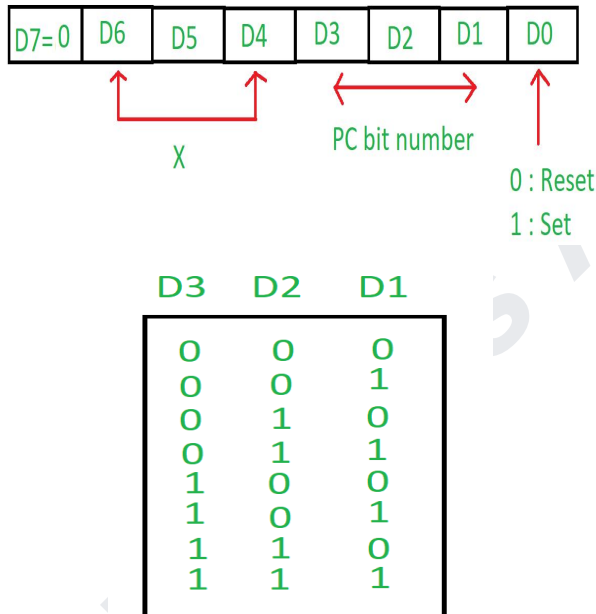 D7= 0 D6 D5 D4 D3 D2 D1 D0
X
PC bit number
0 : Reset
1 : Set
D3 D2 D1
0 0 0
0 0 1
0 1 0
0 1 1
1 0 0
1 0 1
1 1 0
1 1 1